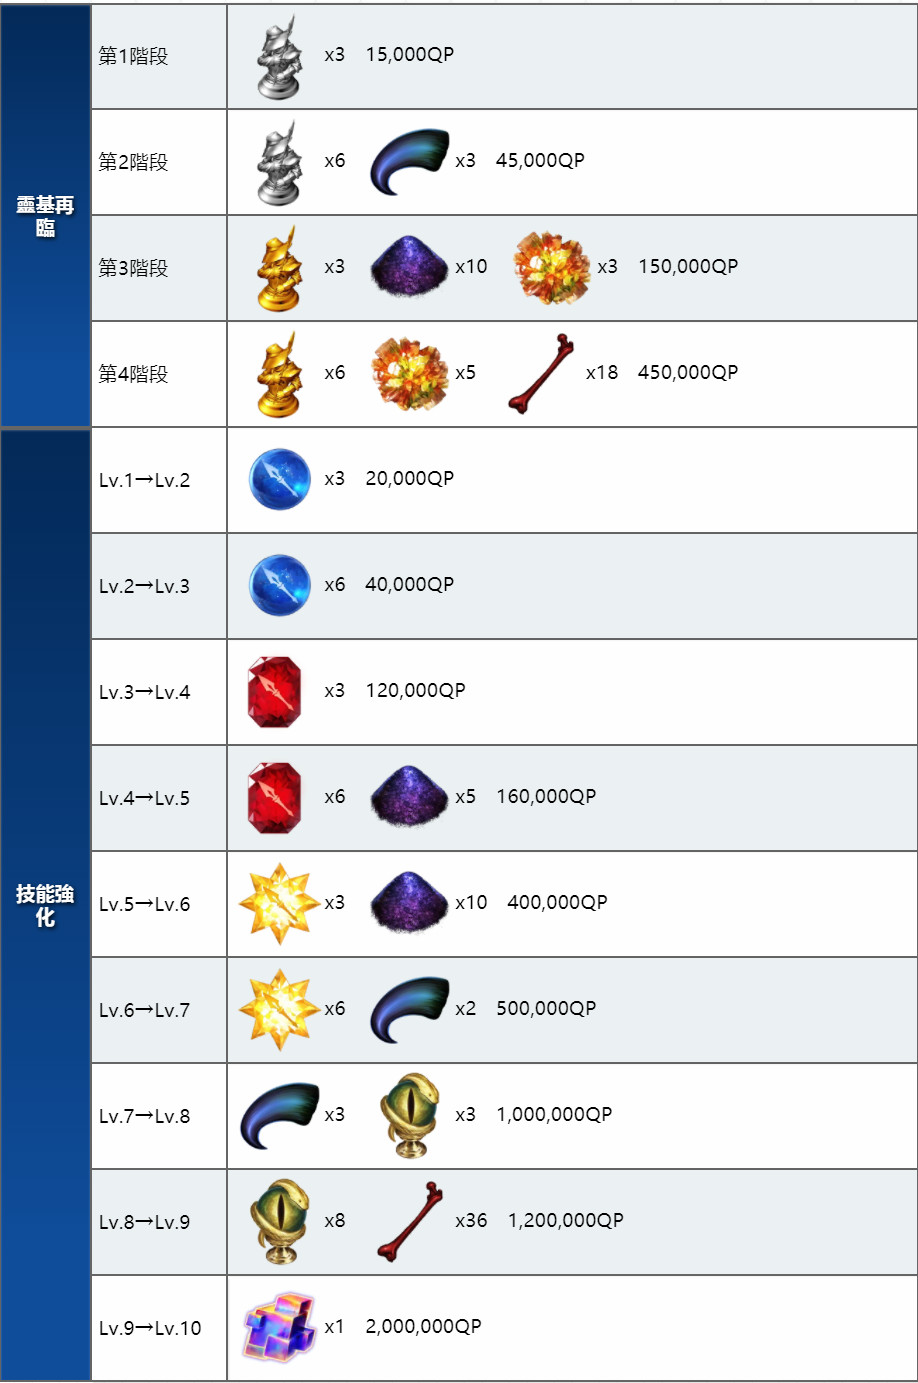 靈基再
臨
第1階段 x3 15,000QP
第2階段 x6 x3 45,000QP
第3階段 x3 x10 x3 150,000QP
第4階段 x6 x5 x18 450,000QP
技能強
化
Lv.1→Lv.2 x3 20,000QP
Lv.2→Lv.3 x6 40,000QP
Lv.3→Lv.4 x3 120,000QP
Lv.4→Lv.5 x6 x5 160,000QP
Lv.5→Lv.6 x3 x10 400,000QP
Lv.6→Lv.7 x6 x2 500,000QP
Lv.7→Lv.8 x3 x3 1,000,000QP
Lv.8→Lv.9 x8 x36 1,200,000QP
Lv.9→Lv.10 x1 2,000,000QP